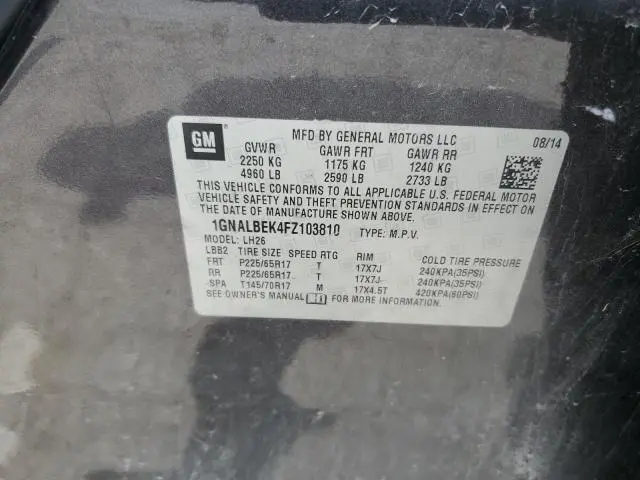 GM
MFD BY GENERAL MOTORS LLC 08/14
GVWR GAWR FRT GAWR RR
2250 KG 1175 KG 1240 KG
4960 LB 2590 LB 2733 LB
THIS VEHICLE CONFORMS TO ALL APPLICABLE U.S. FEDERAL MOTOR
VEHICLE SAFETY AND THEFT PREVENTION STANDARDS IN EFFECT ON
THE DATE OF MANUFACTURE SHOWN ABOVE.
1GNALBEK4FZ103810 TYPE: M.P.V.
MODEL: LH26
LBB2 TIRE SIZE SPEED RTG RIM COLD TIRE PRESSURE
FRT P225/65R17 T 17X7J 240KPA(35PSI)
RR P225/65R17 T 17X7J 240KPA(35PSI)
SPA T145/70R17 M 17X4.5T 420KPA(60PSI)
SEE OWNER'S MANUAL FOR MORE INFORMATION.